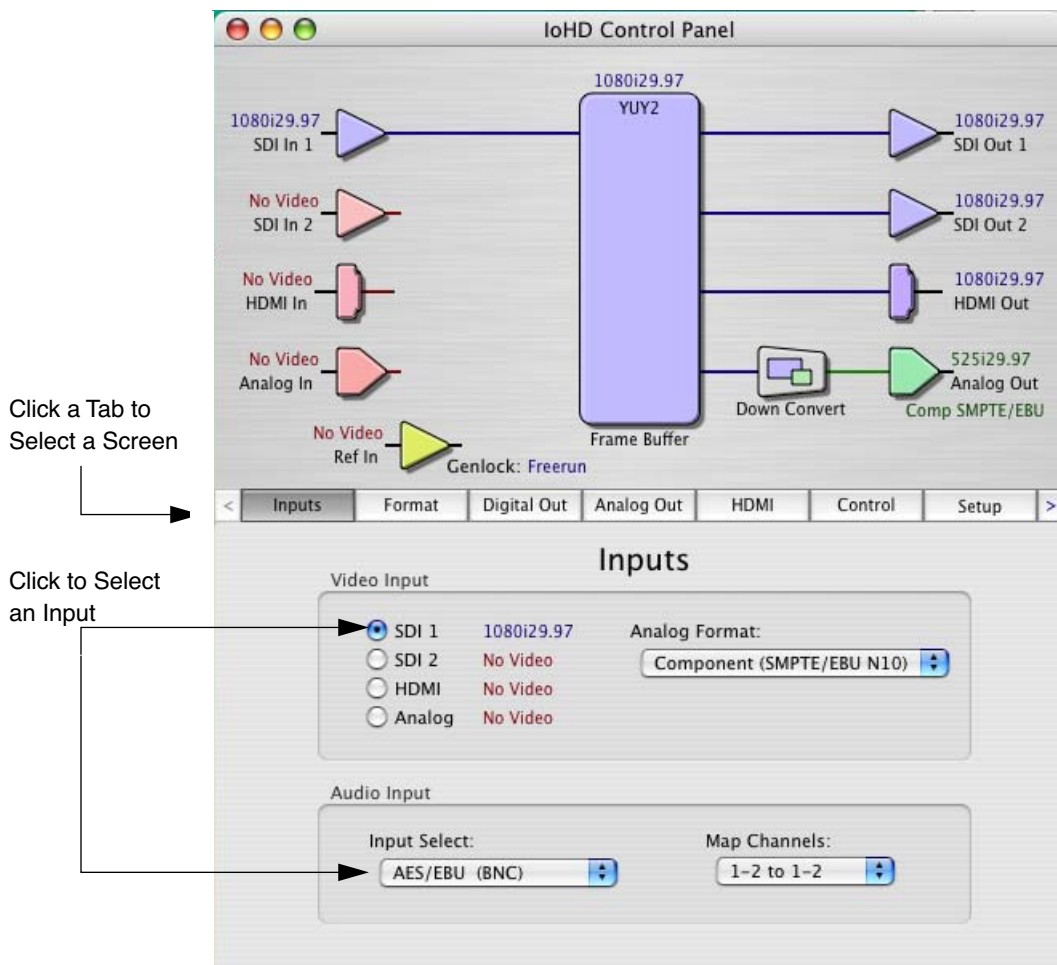 IoHD Control Panel
1080i29.97
YUY2
1080i29.97
SDI In 1
1080i29.97
SDI Out 1
No Video
SDI In 2
1080i29.97
SDI Out 2
No Video
HDMI In
1080i29.97
HDMI Out
No Video
Analog In
Down Convert
525i29.97
Analog Out
Comp SMPTE/EBU
No Video
Ref In
Genlock: Freerun
Frame Buffer
Click a Tab to
Select a Screen
< Inputs Format Digital Out Analog Out HDMI Control Setup >
Inputs
Click to Select
an Input
Video Input
SDI 1 1080i29.97
SDI 2 No Video
HDMI No Video
Analog No Video
Analog Format:
Component (SMPTE/EBU N10)
Audio Input
Input Select:
AES/EBU (BNC)
Map Channels:
1-2 to 1-2